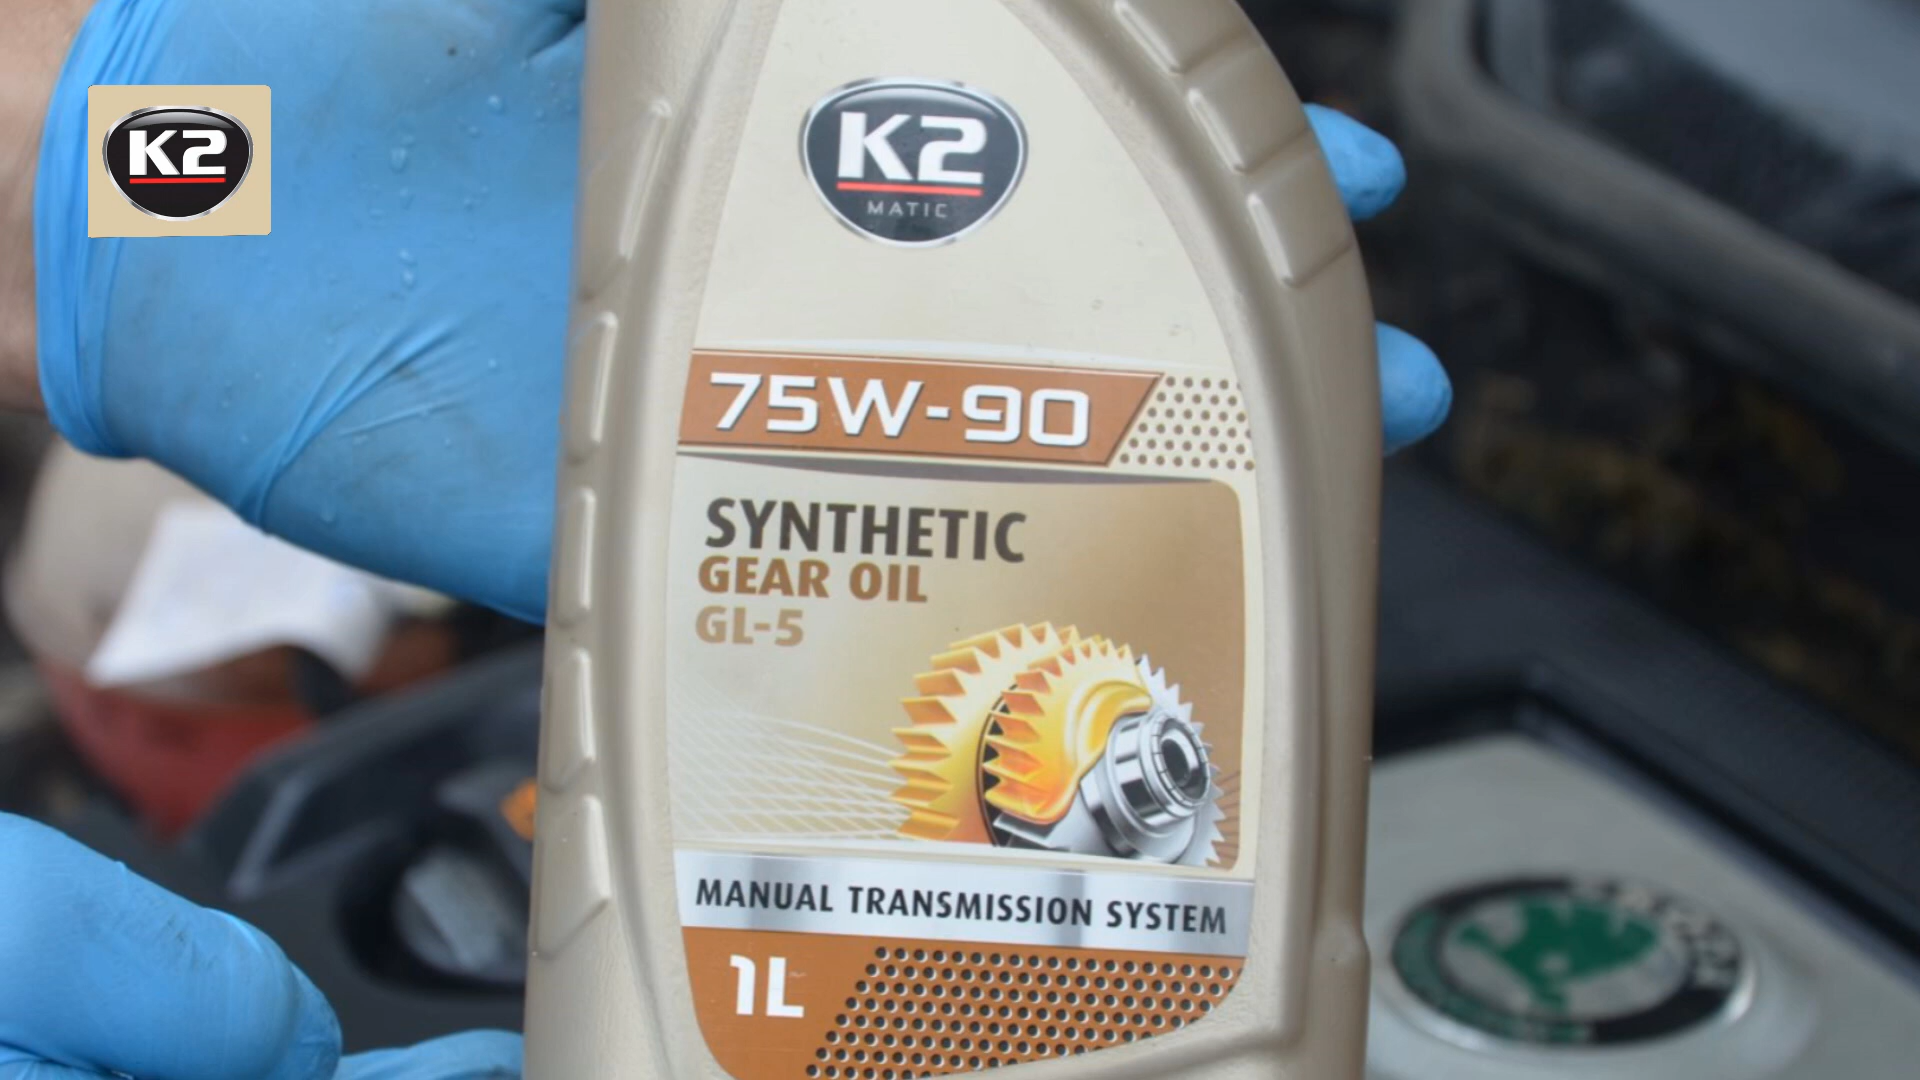 K2
K2
MATIC
75W-90
SYNTHETIC
GEAR OIL
GL-5
MANUAL TRANSMISSION SYSTEM
1L